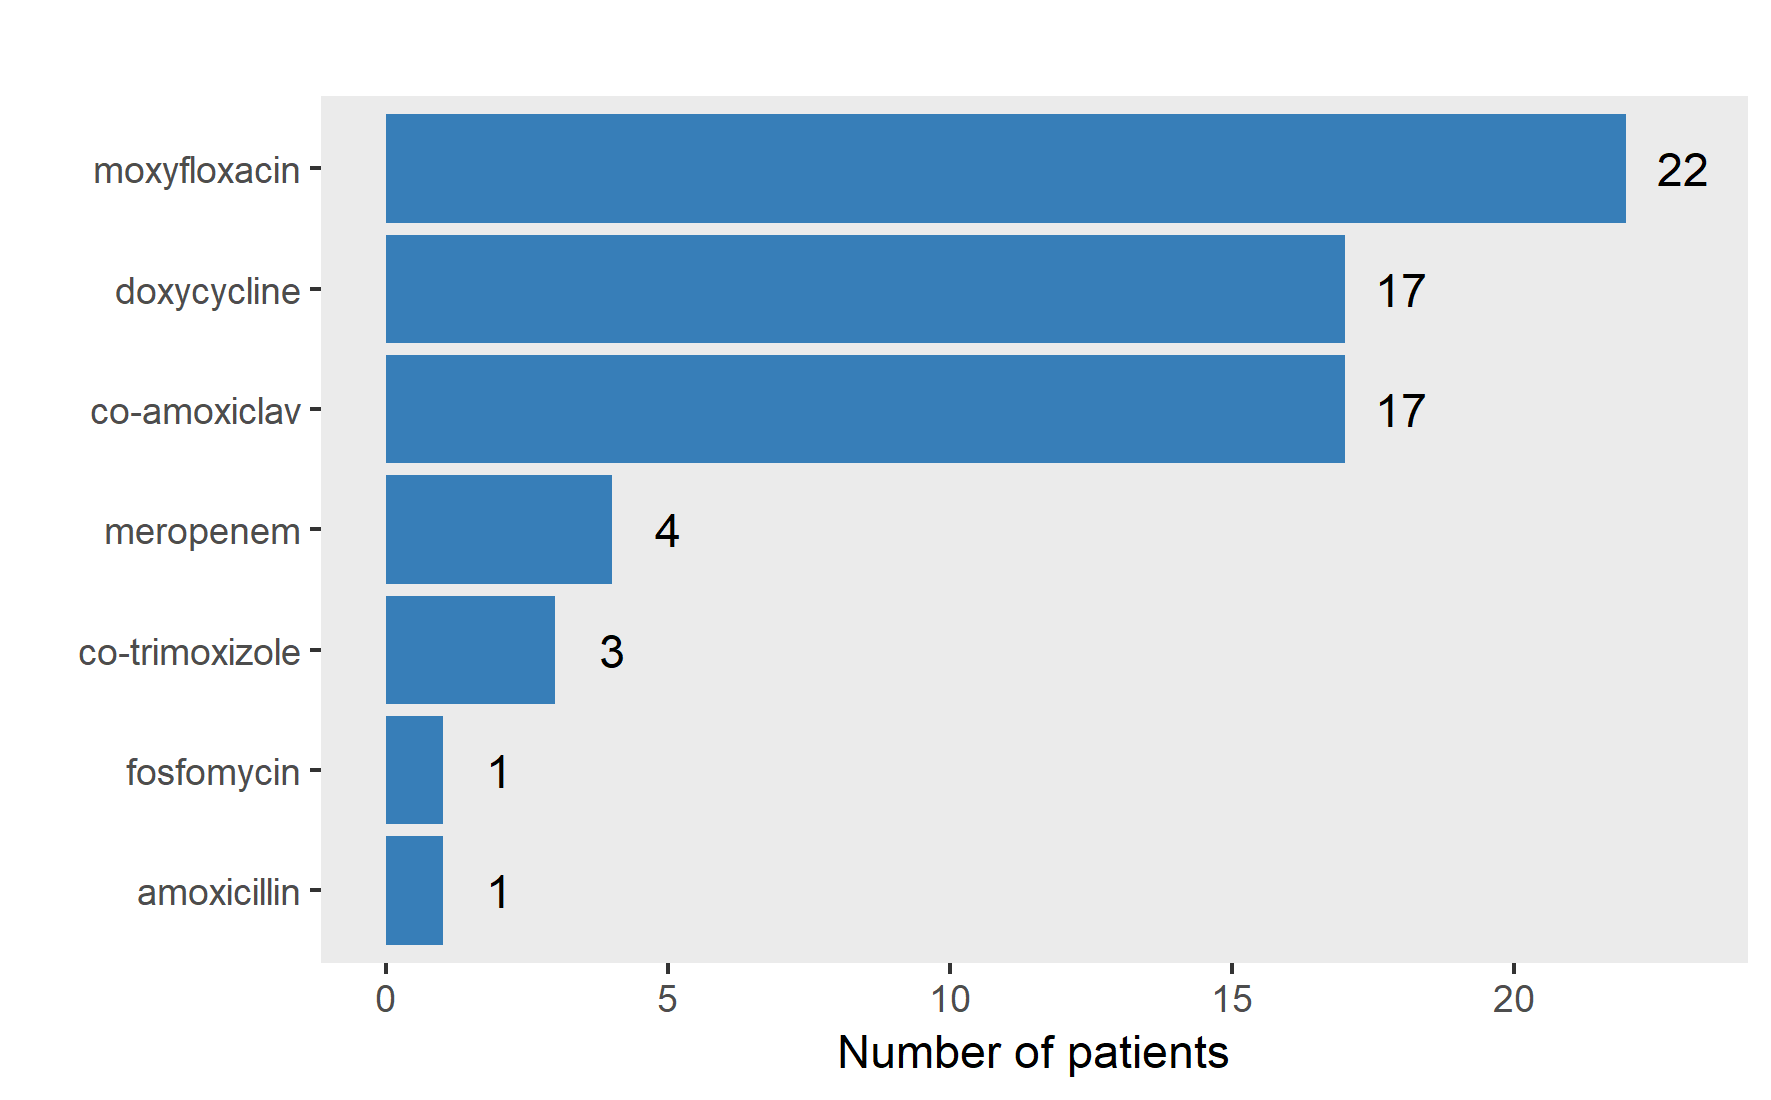 moxyfloxacin
22
doxycycline
17
co-amoxiclav
17
meropenem
4
co-trimoxizole
3
fosfomycin
1
amoxicillin
1
0 5 10 15 20
Number of patients